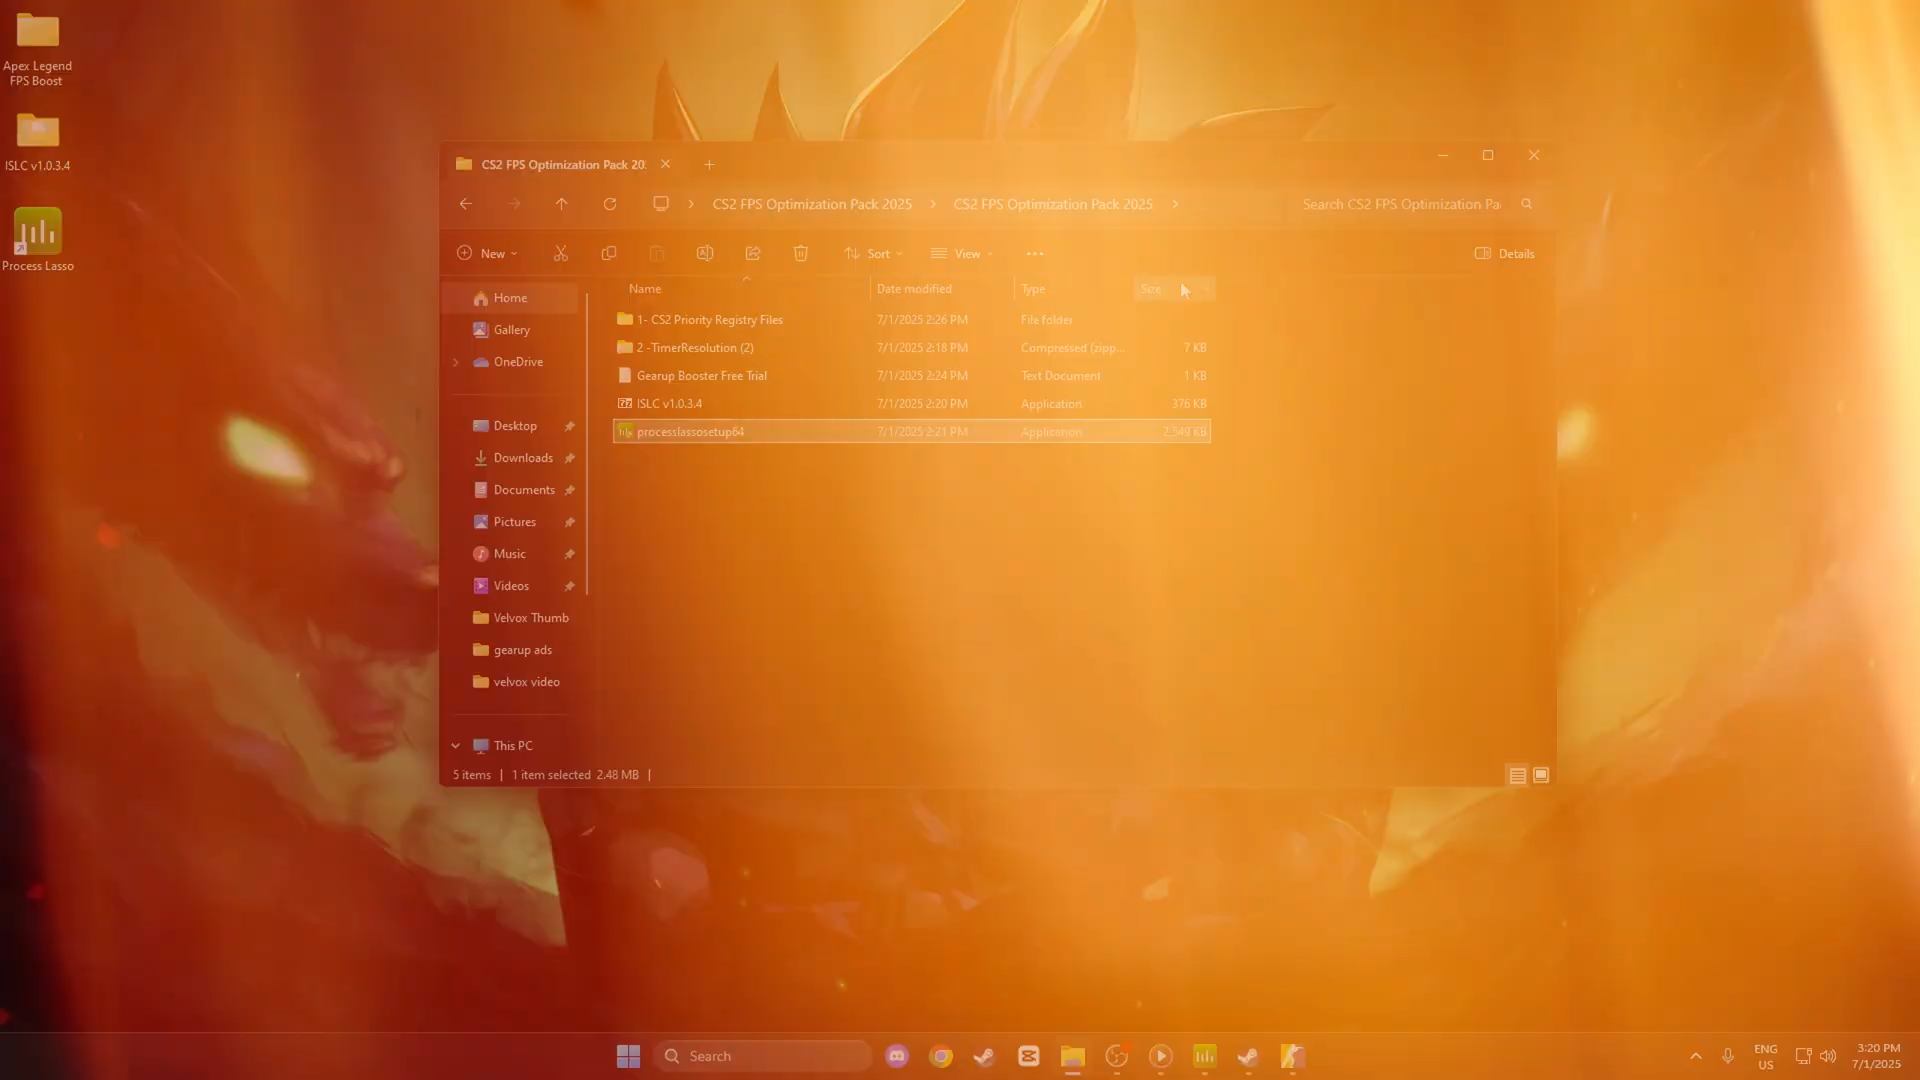 Apex Legend
FPS Boost
ISLC v1.0.3.4
Process Lasso
CS2 FPS Optimization Pack 20
CS2 FPS Optimization Pack 2025 > CS2 FPS Optimization Pack 2025 >
Search CS2 FPS Optimization Pa
New
Sort
View
Details
Name
Date modified
Type
Size
1- CS2 Priority Registry Files 7/1/2025 2:26 PM File folder
2 -TimerResolution (2) 7/1/2025 2:18 PM Compressed (zipp... 7 KB
Gearup Booster Free Trial 7/1/2025 2:24 PM Text Document 1 KB
ISLC v1.0.3.4 7/1/2025 2:20 PM Application 376 KB
processlassosetup64 7/1/2025 2:21 PM Application 2,549 KB
Home
Gallery
OneDrive
Desktop
Downloads
Documents
Pictures
Music
Videos
Velvox Thumb
gearup ads
velvox video
This PC
5 items | 1 item selected 2.48 MB |
Search
ENG
US
3:20 PM
7/1/2025